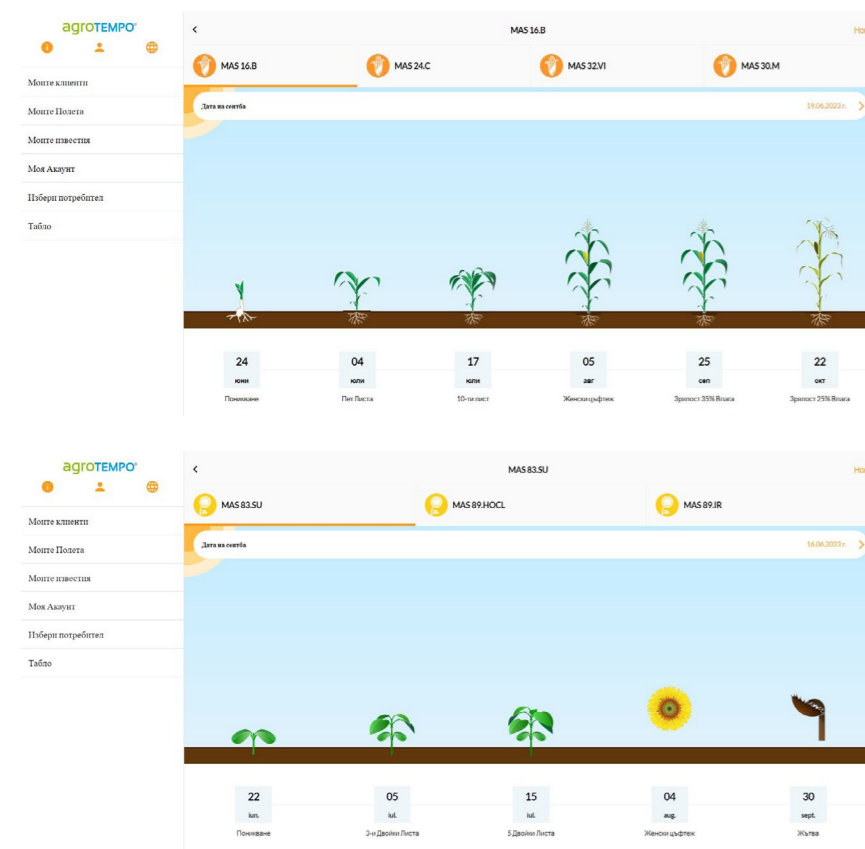 agroTEMPO®
MAS 16.B
Но
MAS 16.B
MAS 24.C
MAS 32.VI
MAS 30.M
Моите клиенти
Моите Полета
Моите известия
Моя Акаунт
Избери потребител
Табло
Дата на сеитба
19.06.2023 г.
24
04
17
05
25
22
юни
юли
юли
авг
сеп
окт
Поникване
Пет Листа
10-ти лист
Женски цъфтеж
Зрялост 35% Влага
Зрялост 25% Влага
agroTEMPO®
MAS 83.SU
Но
MAS 83.SU
MAS 89.HOCL
MAS 89.IR
Моите клиенти
Моите Полета
Моите известия
Моя Акаунт
Избери потребител
Табло
Дата на сеитба
16.06.2023 г.
22
05
15
04
30
iun.
iul.
iul.
aug.
sept.
Поникване
3-и Двойки Листа
5 Двойки Листа
Женски цъфтеж
Жътва